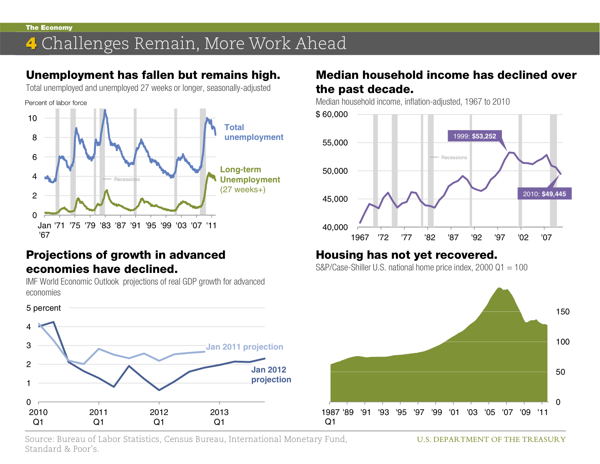 The Economy
4 Challenges Remain, More Work Ahead
Unemployment has fallen but remains high.
Total unemployed and unemployed 27 weeks or longer, seasonally-adjusted
Percent of labor force
10
8
6
4
2
0
Total
unemployment
Long-term
Unemployment
(27 weeks+)
Recessions
Jan '71 '75 '79 '83 '87 '91 '95 '99 '03 '07 '11
'67
Median household income has declined over
the past decade.
Median household income, inflation-adjusted, 1967 to 2010
$ 60,000
55,000
50,000
45,000
40,000
1999: $53,252
Recessions
2010: $49,445
1967 '72 '77 '82 '87 '92 '97 '02 '07
Projections of growth in advanced
economies have declined.
IMF World Economic Outlook projections of real GDP growth for advanced
economies
5 percent
4
3
2
1
0
Jan 2011 projection
Jan 2012
projection
2010 2011 2012 2013
Q1 Q1 Q1 Q1
Housing has not yet recovered.
S&P/Case-Shiller U.S. national home price index, 2000 Q1 = 100
150
100
50
0
1987 '89 '91 '93 '95 '97 '99 '01 '03 '05 '07 '09 '11
Q1
Source: Bureau of Labor Statistics, Census Bureau, International Monetary Fund,
Standard & Poor's.
U.S. DEPARTMENT OF THE TREASURY